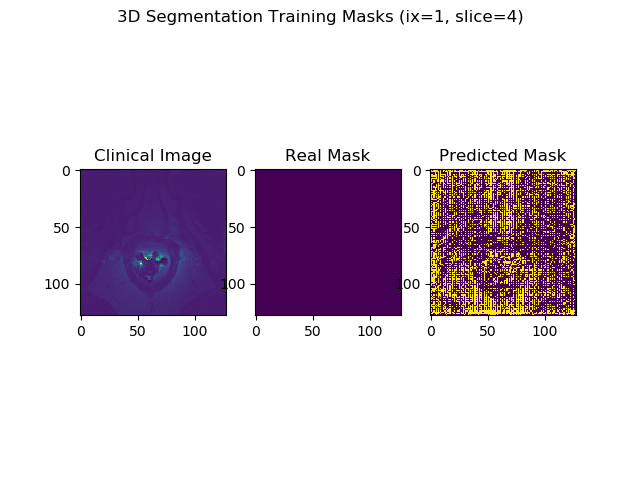 3D Segmentation Training Masks (ix=1, slice=4)
Clinical Image Real Mask Predicted Mask
0 0 0
50 50 50
100 100 100
0 50 100 0 50 100 0 50 100